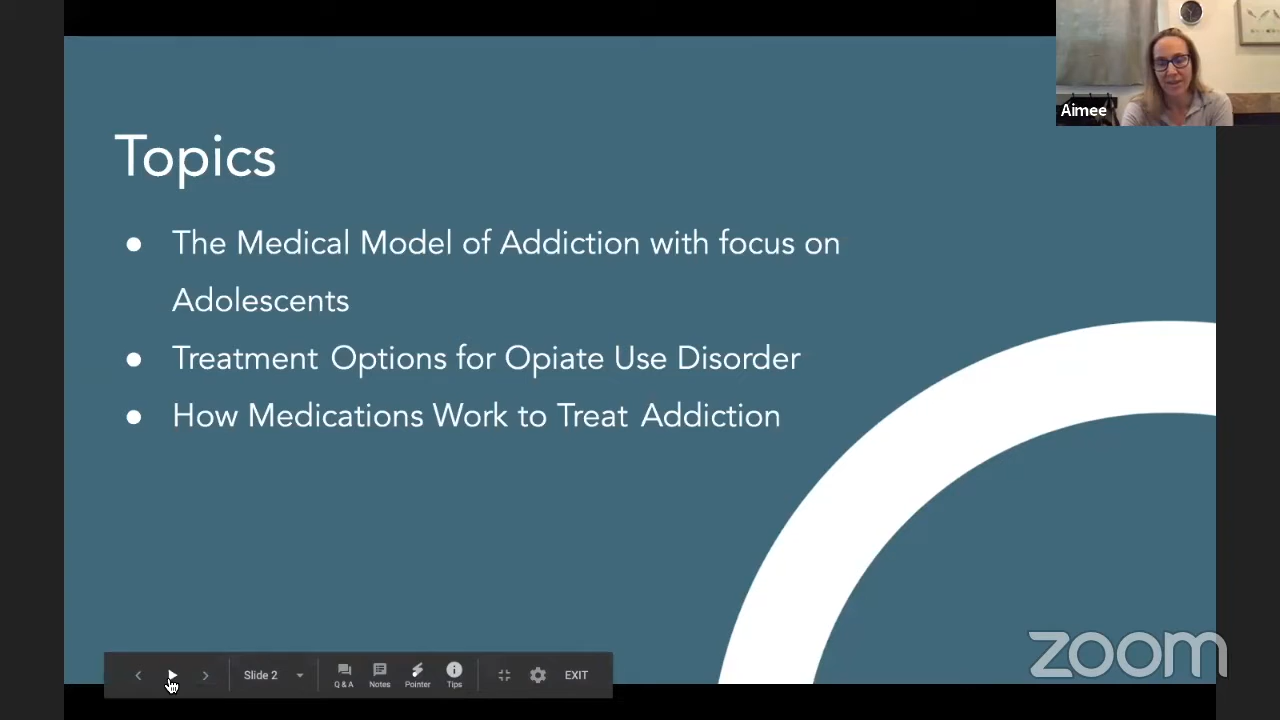 Aimee
Topics
● The Medical Model of Addiction with focus on
Adolescents
● Treatment Options for Opiate Use Disorder
● How Medications Work to Treat Addiction
Slide 2
Q & A
Notes
Pointer
Tips
EXIT
zoom